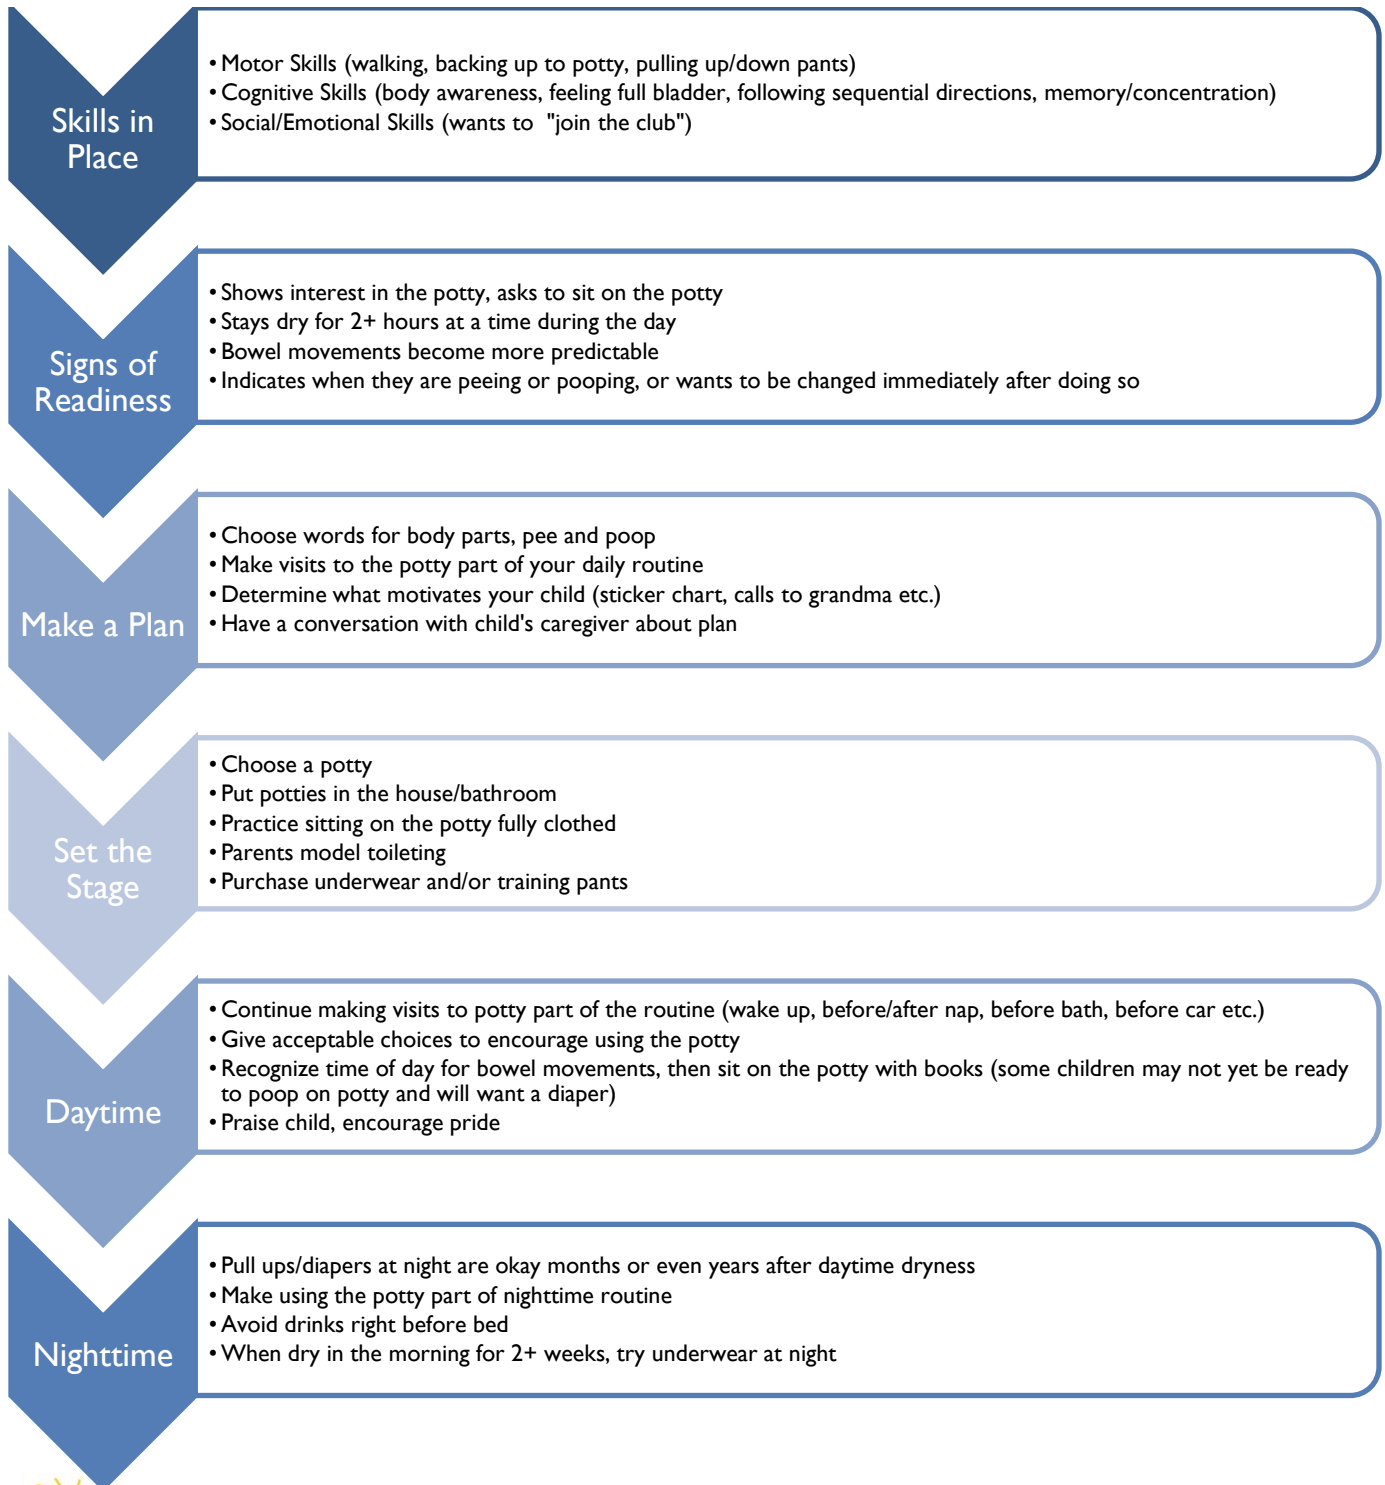 Skills in
Place
• Motor Skills (walking, backing up to potty, pulling up/down pants)
• Cognitive Skills (body awareness, feeling full bladder, following sequential directions, memory/concentration)
• Social/Emotional Skills (wants to  "join the club")
Signs of
Readiness
• Shows interest in the potty, asks to sit on the potty
• Stays dry for 2+ hours at a time during the day
• Bowel movements become more predictable
• Indicates when they are peeing or pooping, or wants to be changed immediately after doing so
Make a Plan
• Choose words for body parts, pee and poop
• Make visits to the potty part of your daily routine
• Determine what motivates your child (sticker chart, calls to grandma etc.)
• Have a conversation with child's caregiver about plan
Set the
Stage
• Choose a potty
• Put potties in the house/bathroom
• Practice sitting on the potty fully clothed
• Parents model toileting
• Purchase underwear and/or training pants
Daytime
• Continue making visits to potty part of the routine (wake up, before/after nap, before bath, before car etc.)
• Give acceptable choices to encourage using the potty
• Recognize time of day for bowel movements, then sit on the potty with books (some children may not yet be ready
to poop on potty and will want a diaper)
• Praise child, encourage pride
Nighttime
• Pull ups/diapers at night are okay months or even years after daytime dryness
• Make using the potty part of nighttime routine
• Avoid drinks right before bed
• When dry in the morning for 2+ weeks, try underwear at night